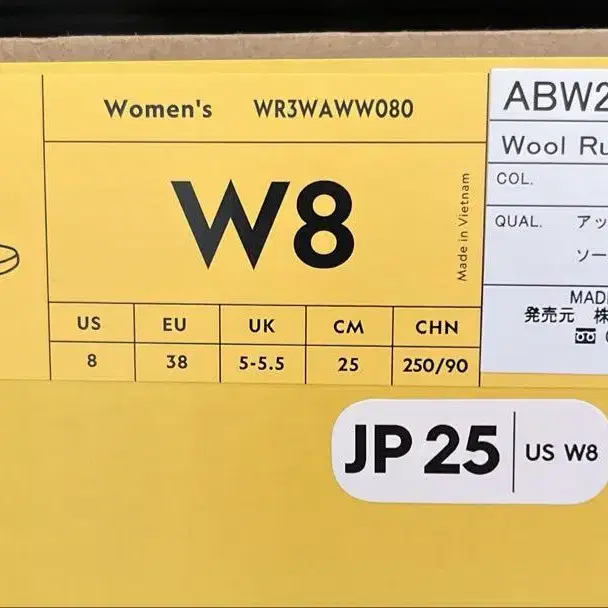 Women's WR3WAWW080
W8
Made in Vietnam
US EU UK CM CHN
8 38 5-5.5 25 250/90
ABW2
Wool Ru
COL.
QUAL. アッ
ソー
MAD
発売元 株
JP 25 US W8